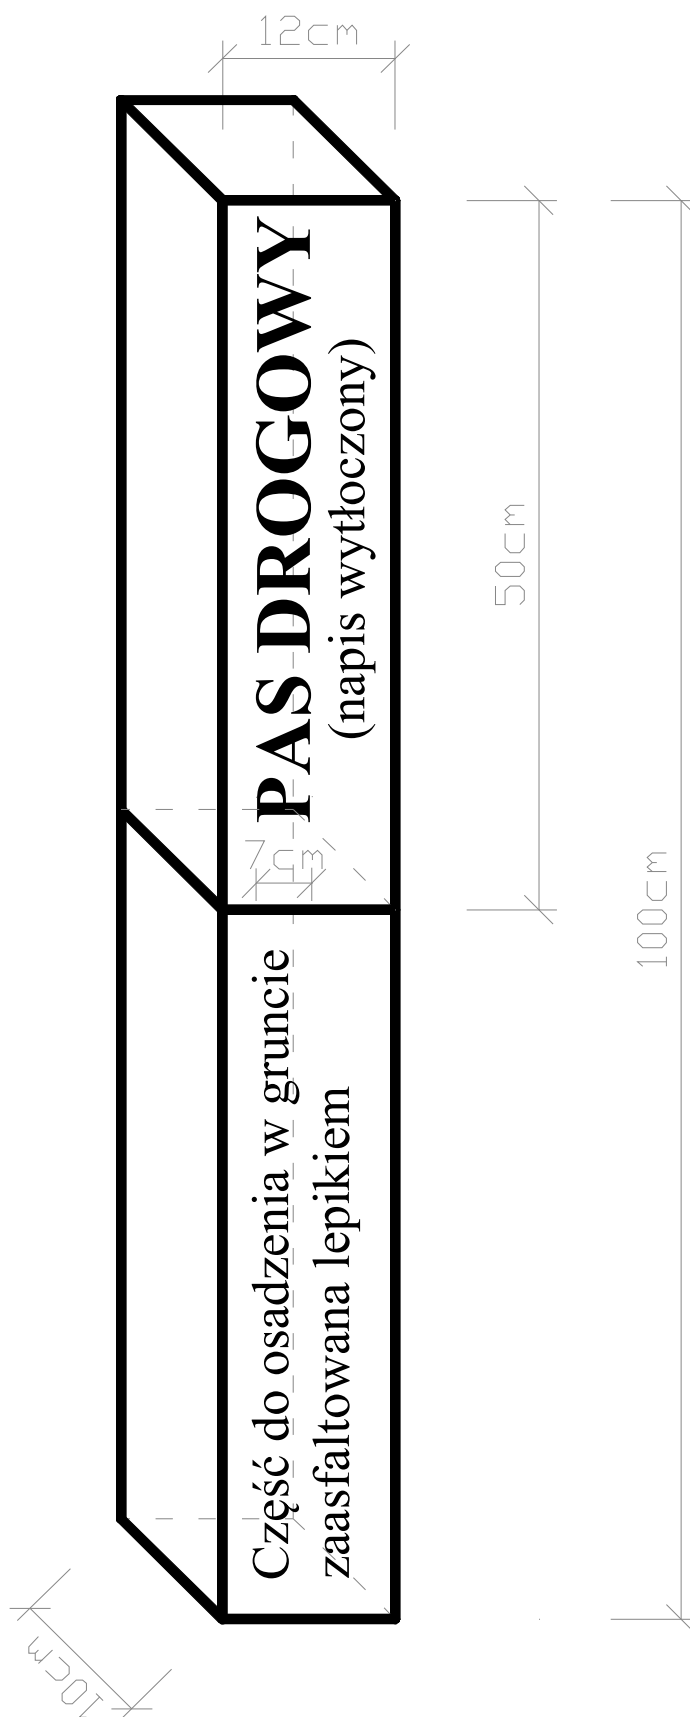 12cm
PAS DROGOWY
(napis wytłoczony)
50cm
7cm
100cm
Część do osadzenia w gruncie
zaasfaltowana lepikiem
10cm